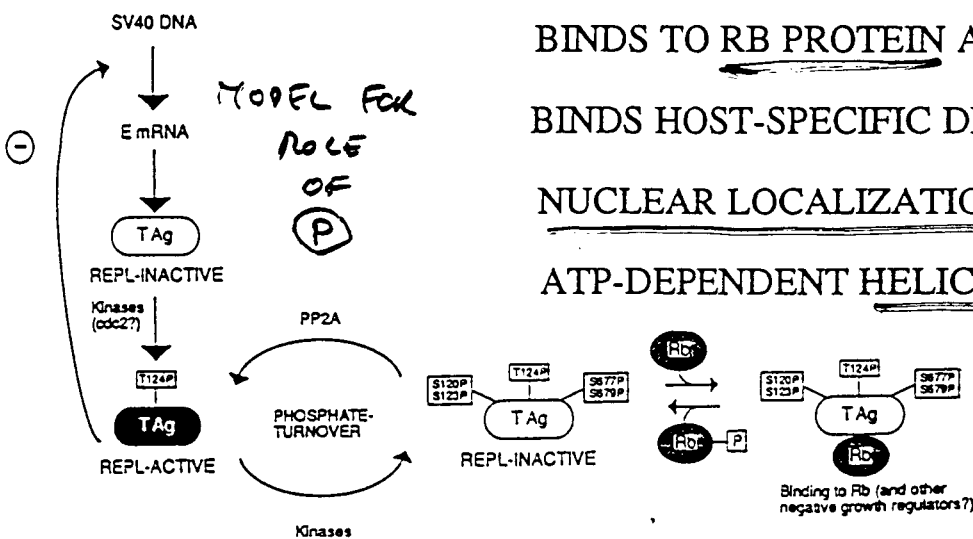 SV40 DNA
E mRNA
TAg
REPL-INACTIVE
Kinases
(cdc2?)
T124P
TAg
REPL-ACTIVE
−
MODEL FOR
ROLE
OF
P
PP2A
PHOSPHATE-
TURNOVER
Kinases
S120P
S123P
T124P
S677P
S679P
TAg
REPL-INACTIVE
Rb
Rb
P
S120P
S123P
T124P
S677P
S679P
TAg
Rb
Binding to Rb (and other
negative growth regulators?)
BINDS TO RB PROTEIN A
BINDS HOST-SPECIFIC
NUCLEAR LOCALIZATIO
ATP-DEPENDENT HELIC